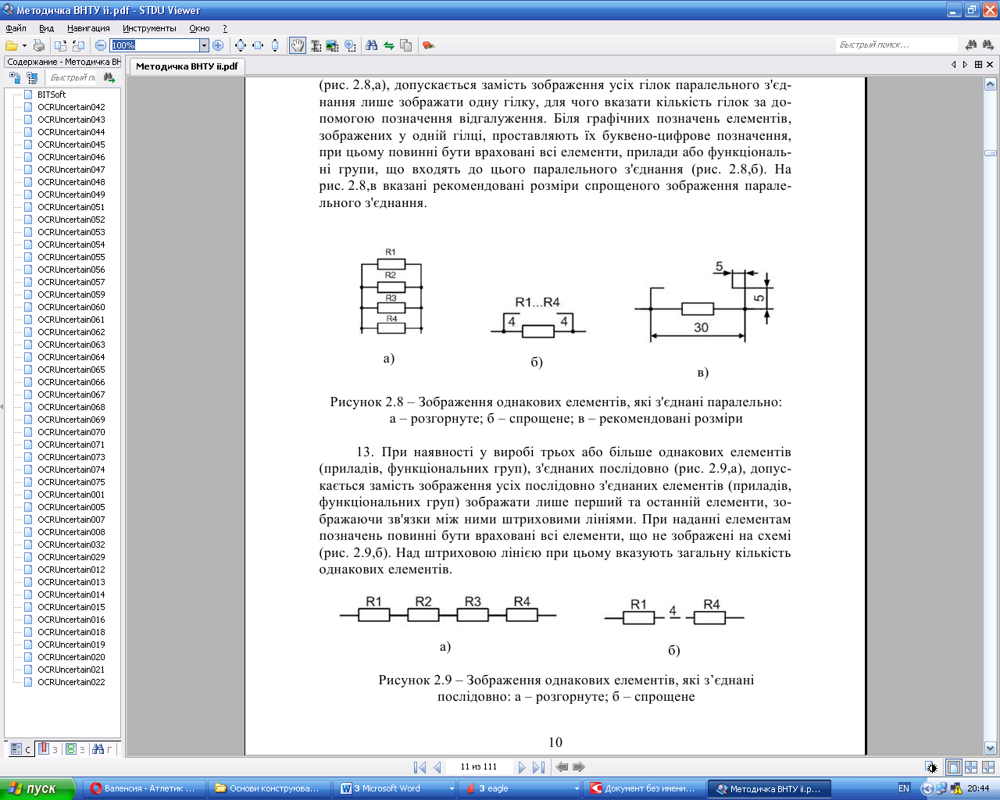 Методичка ВНТУ ii.pdf - STDU Viewer
Файл Вид Навигация Инструменты Окно ?
100%
Быстрый поиск...
Содержание - Методичка ВН
Методичка ВНТУ ii.pdf
BITSoft
OCRUncertain042
OCRUncertain043
OCRUncertain044
OCRUncertain045
OCRUncertain046
OCRUncertain047
OCRUncertain048
OCRUncertain049
OCRUncertain051
OCRUncertain052
OCRUncertain053
OCRUncertain054
OCRUncertain055
OCRUncertain056
OCRUncertain057
OCRUncertain059
OCRUncertain060
OCRUncertain061
OCRUncertain062
OCRUncertain063
OCRUncertain064
OCRUncertain065
OCRUncertain066
OCRUncertain067
OCRUncertain068
OCRUncertain069
OCRUncertain070
OCRUncertain071
OCRUncertain073
OCRUncertain074
OCRUncertain075
OCRUncertain001
OCRUncertain005
OCRUncertain007
OCRUncertain008
OCRUncertain032
OCRUncertain029
OCRUncertain012
OCRUncertain013
OCRUncertain014
OCRUncertain015
OCRUncertain016
OCRUncertain018
OCRUncertain019
OCRUncertain020
OCRUncertain021
OCRUncertain022
(рис. 2.8,а), допускається замість зображення усіх гілок паралельного з'єд-
нання лише зображати одну гілку, для чого вказати кількість гілок за до-
помогою позначення відгалуження. Біля графічних позначень елементів,
зображених у одній гілці, проставляють їх буквено-цифрове позначення,
при цьому повинні бути враховані всі елементи, прилади або функціональ-
ні групи, що входять до цього паралельного з'єднання (рис. 2.8,б). На
рис. 2.8,в вказані рекомендовані розміри спрощеного зображення парале-
льного з'єднання.
R1
R2
R3
R4
а)
R1...R4
4 4
б)
5
5
30
в)
Рисунок 2.8 – Зображення однакових елементів, які з'єднані паралельно:
а – розгорнуте; б – спрощене; в – рекомендовані розміри
13. При наявності у виробі трьох або більше однакових елементів
(приладів, функціональних груп), з'єднаних послідовно (рис. 2.9,а), допус-
кається замість зображення усіх послідовно з'єднаних елементів (приладів,
функціональних груп) зображати лише перший та останній елементи, зо-
бражаючи зв'язки між ними штриховими лініями. При наданні елементам
позначень повинні бути враховані всі елементи, що не зображені на схемі
(рис. 2.9,б). Над штриховою лінією при цьому вказують загальну кількість
однакових елементів.
R1 R2 R3 R4
а)
R1 4 R4
б)
Рисунок 2.9 – Зображення однакових елементів, які з’єднані
послідовно: а – розгорнуте; б – спрощене
10
11 из 111
пуск
Валенсия - Атлетик ...
Основи конструюва...
3 Microsoft Word
3 eagle
Документ без имени...
Методичка ВНТУ ii.p...
EN
20:44